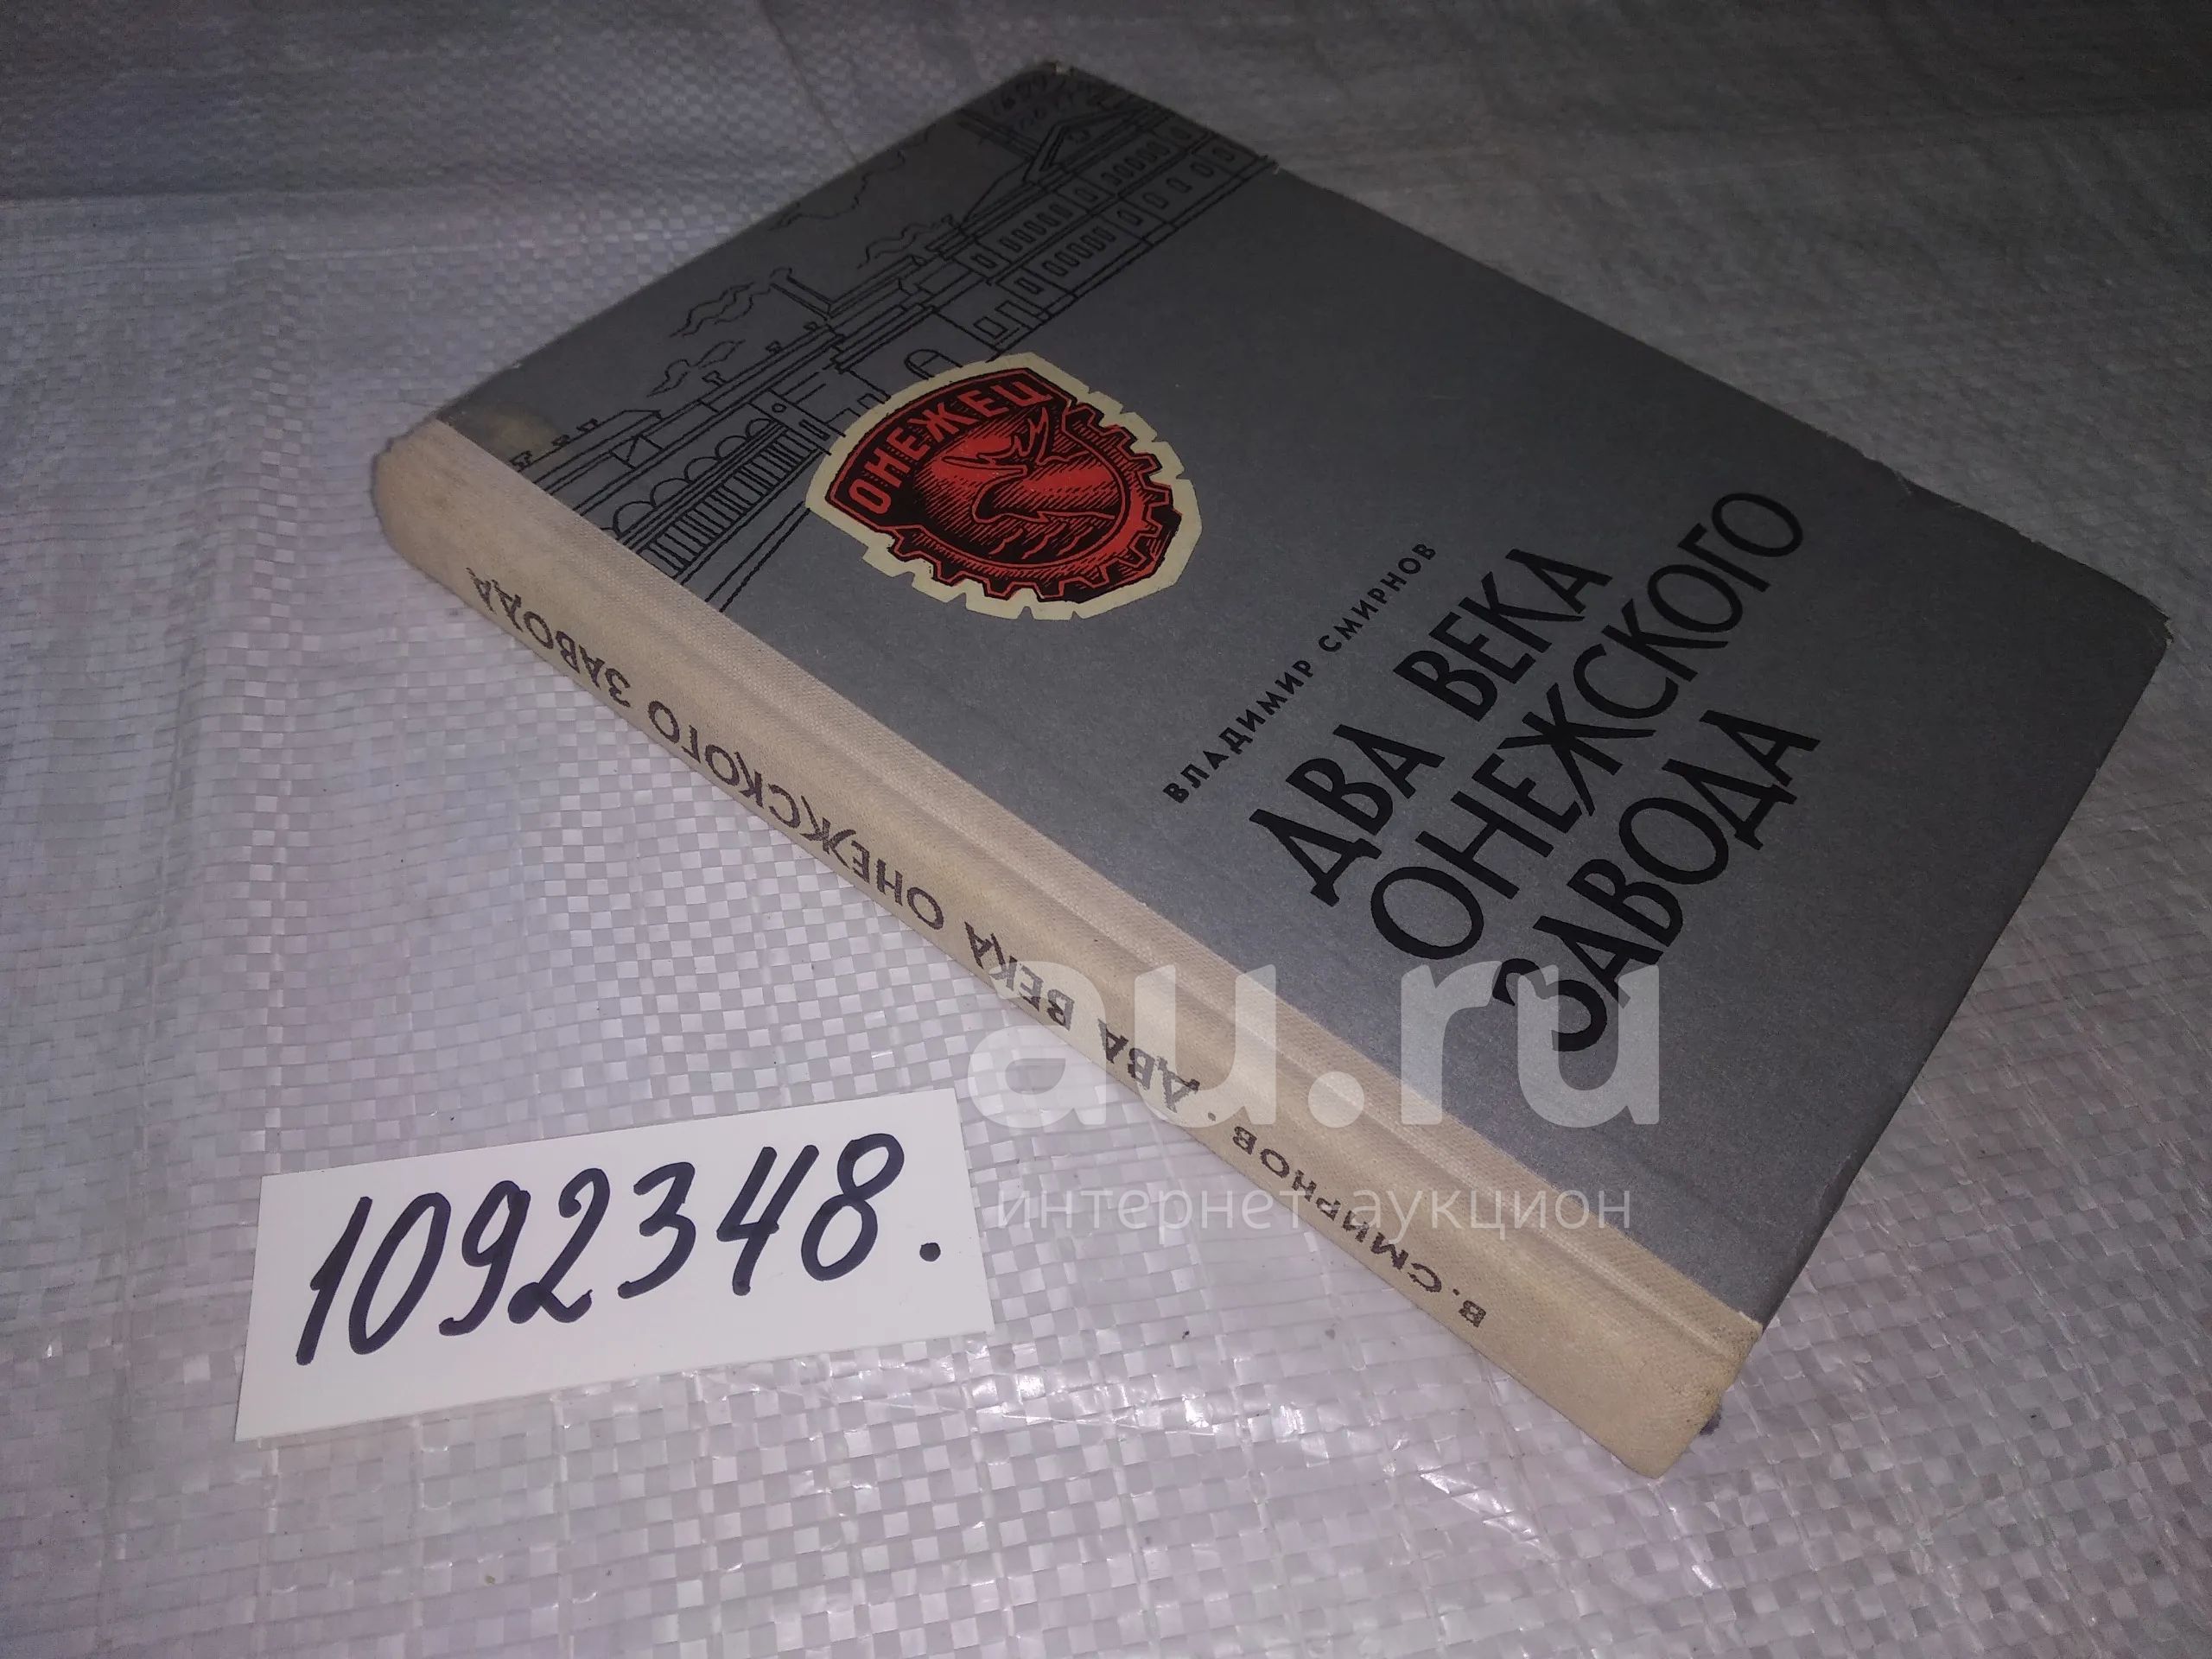 ОНЕЖЕЦ
ВЛАДИМИР СМИРНОВ
ДВА ВЕКА
ОНЕЖСКОГО
ЗАВОДА
В. СМИРНОВ · ДВА ВЕКА ОНЕЖСКОГО ЗАВОДА
au.ru
интернет-аукцион
1092348.